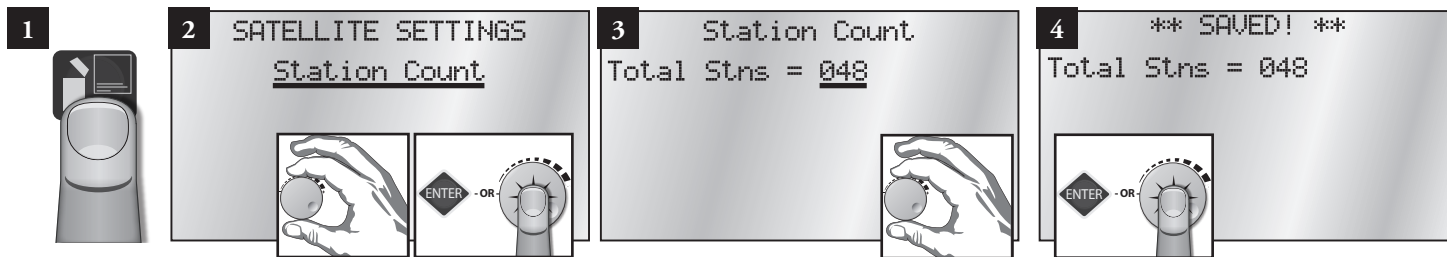 1
2
SATELLITE SETTINGS
Station Count
ENTER - OR -
3
Station Count
Total Stns = 048
4
** SAVED! **
Total Stns = 048
ENTER - OR -